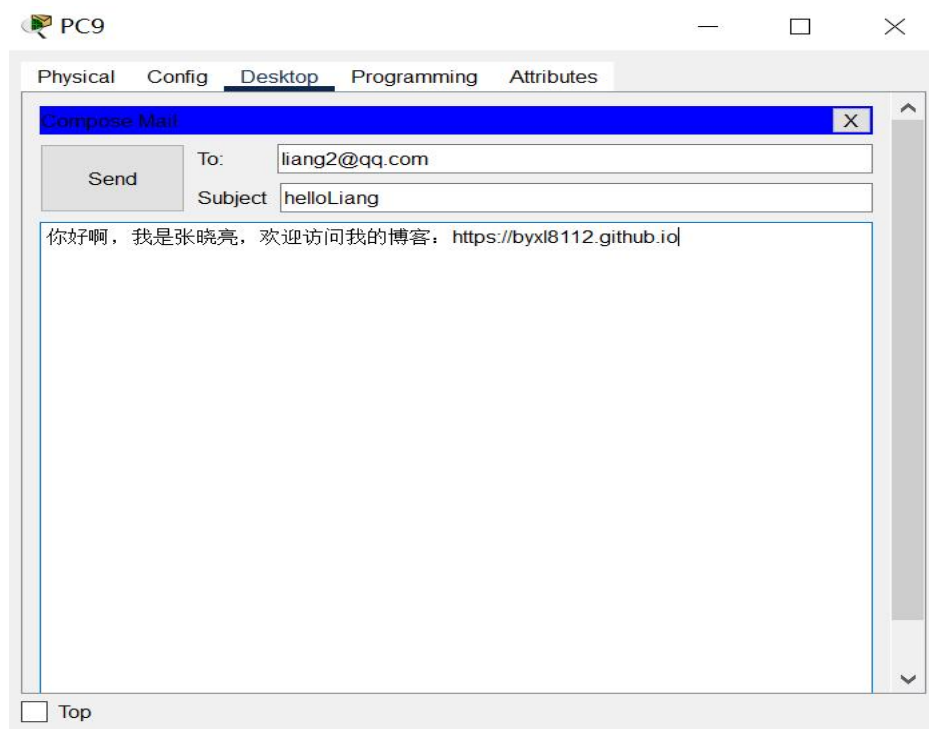 PC9
Physical Config Desktop Programming Attributes
Compose Mail
X
Send
To: liang2@qq.com
Subject helloLiang
你好啊，我是张晓亮，欢迎访问我的博客：https://byxl8112.github.io
Top